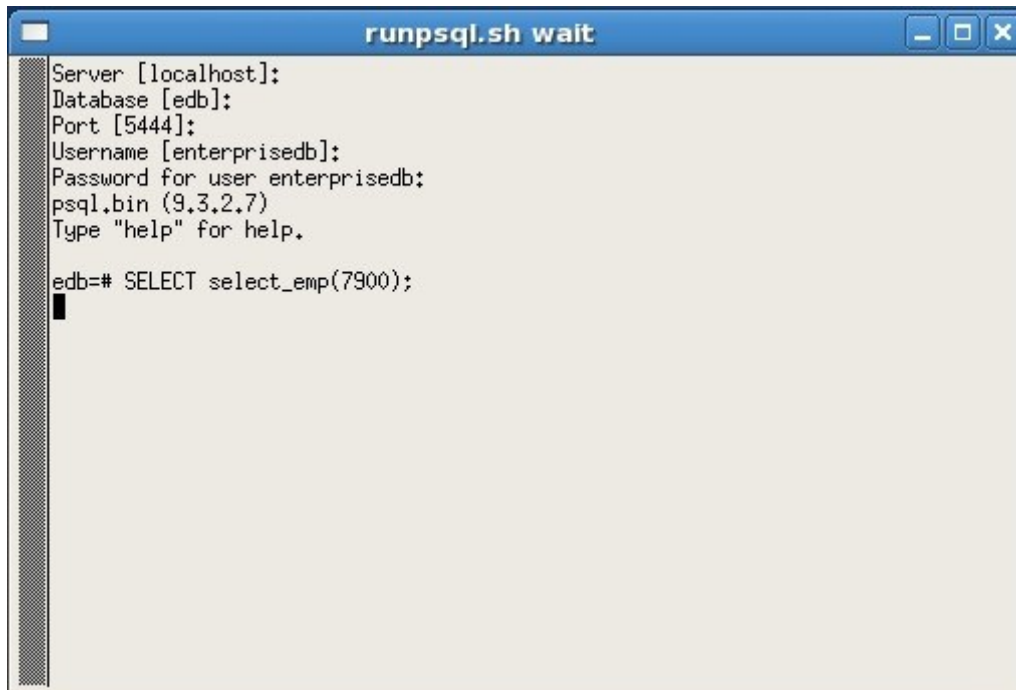 runpsql.sh wait
Server [localhost]:
Database [edb]:
Port [5444]:
Username [enterprisedb]:
Password for user enterprisedb:
psql.bin (9.3.2.7)
Type "help" for help.
edb=# SELECT select_emp(7900);